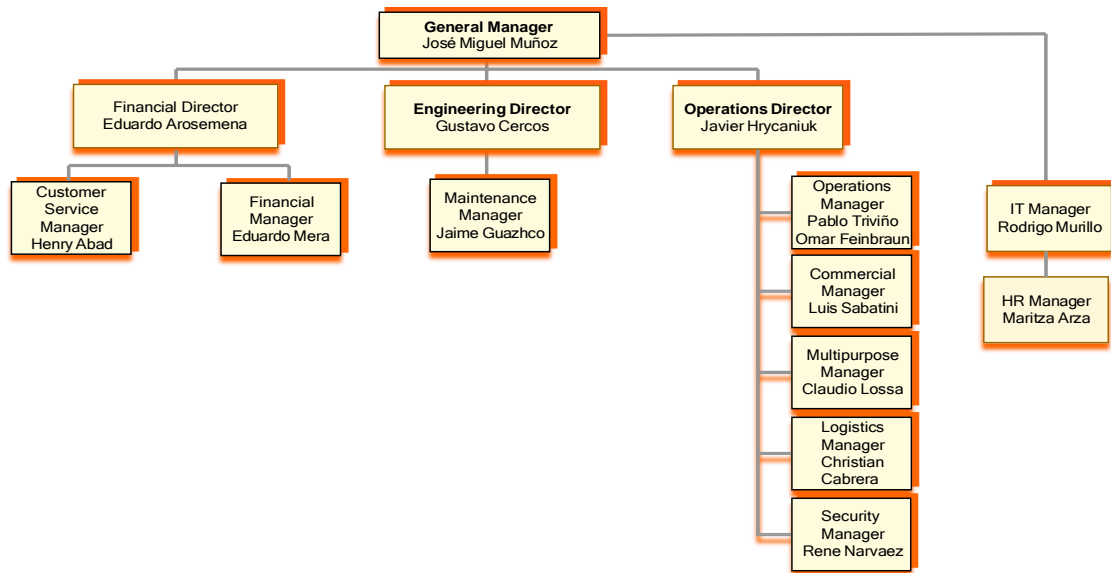 General Manager
José Miguel Muñoz
Financial Director
Eduardo Arosemena
Engineering Director
Gustavo Cercos
Operations Director
Javier Hrycaniuk
Customer
Service
Manager
Henry Abad
Financial
Manager
Eduardo Mera
Maintenance
Manager
Jaime Guazhco
Operations
Manager
Pablo Triviño
Omar Feinbraun
Commercial
Manager
Luis Sabatini
Multipurpose
Manager
Claudio Lossa
Logistics
Manager
Christian
Cabrera
Security
Manager
Rene Narvaez
IT Manager
Rodrigo Murillo
HR Manager
Maritza Arza